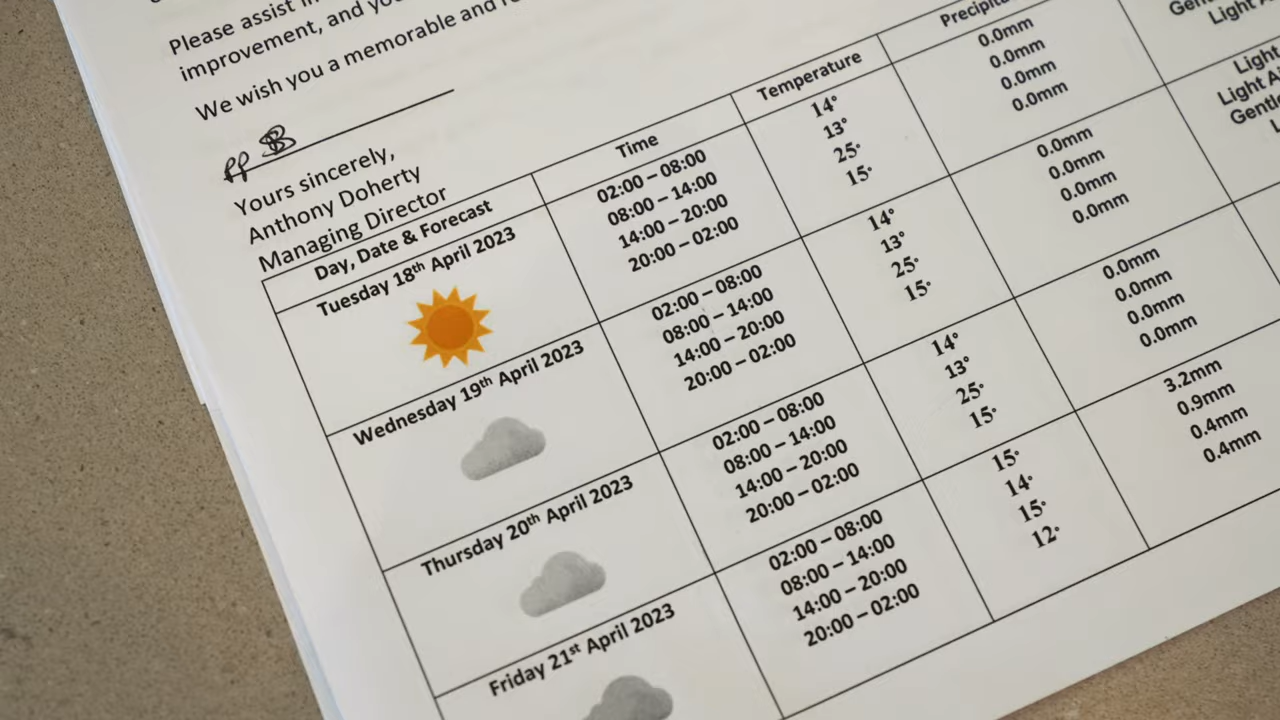 Please assist in
improvement, and
We wish you a memorable and
pp
Yours sincerely,
Anthony Doherty
Managing Director
Day, Date & Forecast Time Temperature
Tuesday 18th April 2023
02:00 – 08:00 14° 0.0mm
08:00 – 14:00 13° 0.0mm
14:00 – 20:00 25° 0.0mm
20:00 – 02:00 15° 0.0mm
Wednesday 19th April 2023
02:00 – 08:00 14° 0.0mm Light
08:00 – 14:00 13° 0.0mm Light
14:00 – 20:00 25° 0.0mm
20:00 – 02:00 15° 0.0mm
Thursday 20th April 2023
02:00 – 08:00 14° 0.0mm
08:00 – 14:00 13° 0.0mm
14:00 – 20:00 25° 0.0mm
20:00 – 02:00 15° 0.0mm
Friday 21st April 2023
02:00 – 08:00 15° 3.2mm
08:00 – 14:00 14° 0.9mm
14:00 – 20:00 15° 0.4mm
20:00 – 02:00 12° 0.4mm